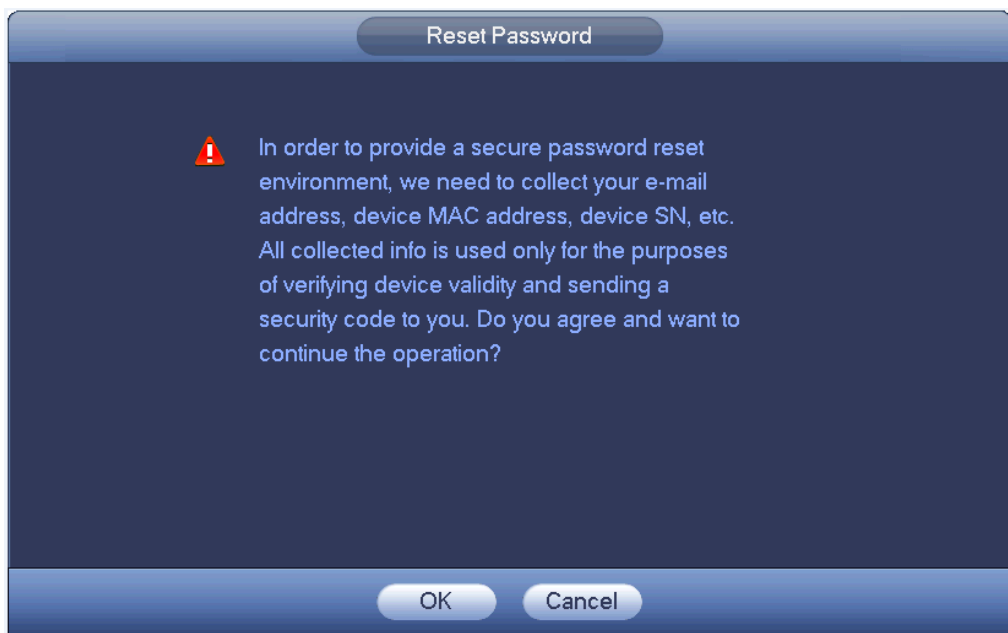 Reset Password
In order to provide a secure password reset
environment, we need to collect your e-mail
address, device MAC address, device SN, etc.
All collected info is used only for the purposes
of verifying device validity and sending a
security code to you. Do you agree and want to
continue the operation?
OK
Cancel